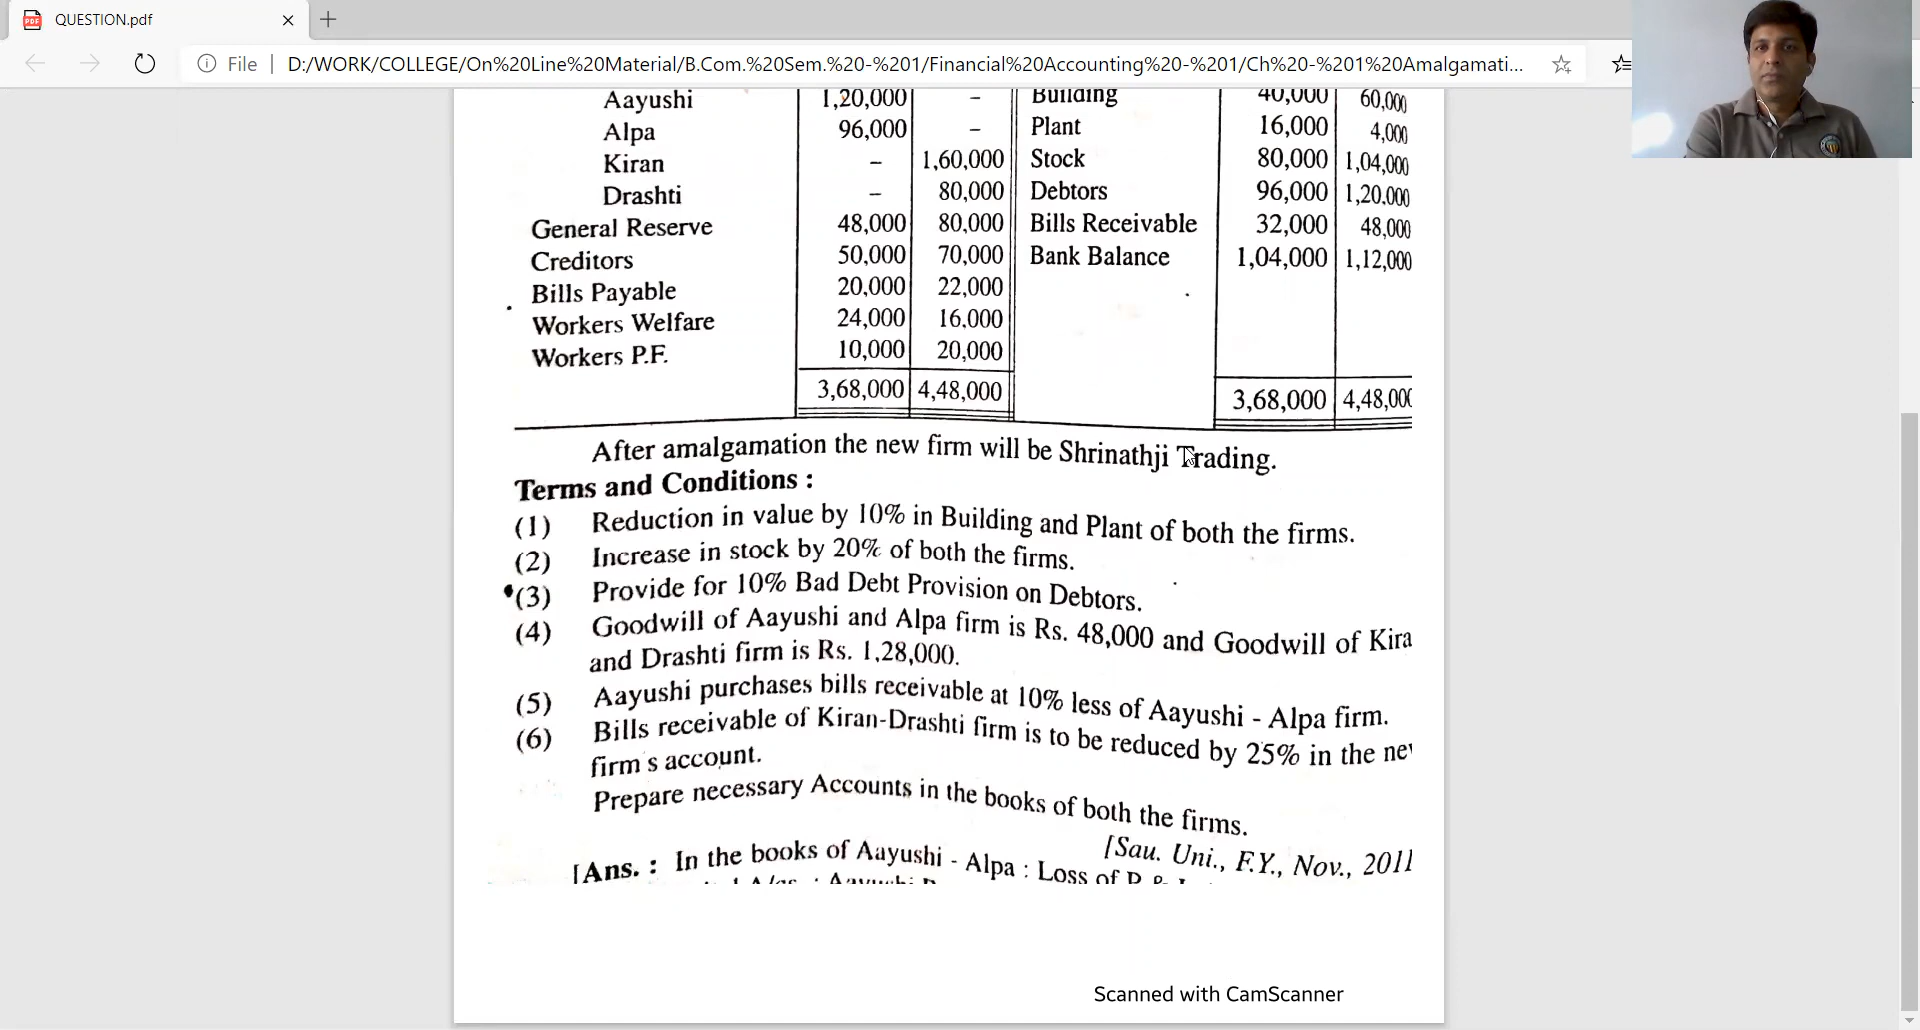 QUESTION.pdf
File D:/WORK/COLLEGE/On%20Line%20Material/B.Com.%20Sem.%20-%201/Financial%20Accounting%20-%201/Ch%20-%201%20Amalgamati...
Aayushi 1,20,000 – Building 40,000 60,000
Alpa 96,000 – Plant 16,000 4,000
Kiran – 1,60,000 Stock 80,000 1,04,000
Drashti – 80,000 Debtors 96,000 1,20,000
General Reserve 48,000 80,000 Bills Receivable 32,000 48,000
Creditors 50,000 70,000 Bank Balance 1,04,000 1,12,000
Bills Payable 20,000 22,000
Workers Welfare 24,000 16,000
Workers P.F. 10,000 20,000
3,68,000 4,48,000 3,68,000 4,48,00
After amalgamation the new firm will be Shrinathji Trading.
Terms and Conditions :
(1) Reduction in value by 10% in Building and Plant of both the firms.
(2) Increase in stock by 20% of both the firms.
(3) Provide for 10% Bad Debt Provision on Debtors.
(4) Goodwill of Aayushi and Alpa firm is Rs. 48,000 and Goodwill of Kira
and Drashti firm is Rs. 1,28,000.
(5) Aayushi purchases bills receivable at 10% less of Aayushi - Alpa firm.
(6) Bills receivable of Kiran-Drashti firm is to be reduced by 25% in the ne
firm's account.
Prepare necessary Accounts in the books of both the firms.
[Sau. Uni., F.Y., Nov., 2011
[Ans. : In the books of Aayushi - Alpa : Loss of
Scanned with CamScanner